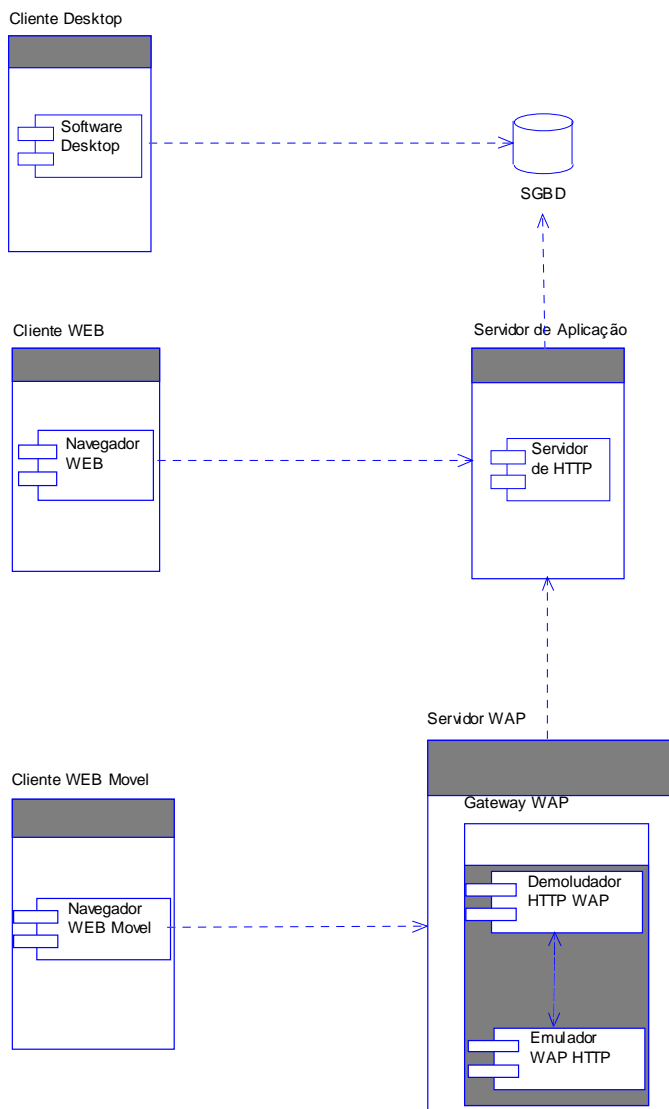 Cliente Desktop
Software
Desktop
SGBD
Cliente WEB
Servidor de Aplicação
Navegador
WEB
Servidor
de HTTP
Servidor WAP
Cliente WEB Movel
Gateway WAP
Navegador
WEB Movel
Demoludador
HTTP WAP
Emulador
WAP HTTP